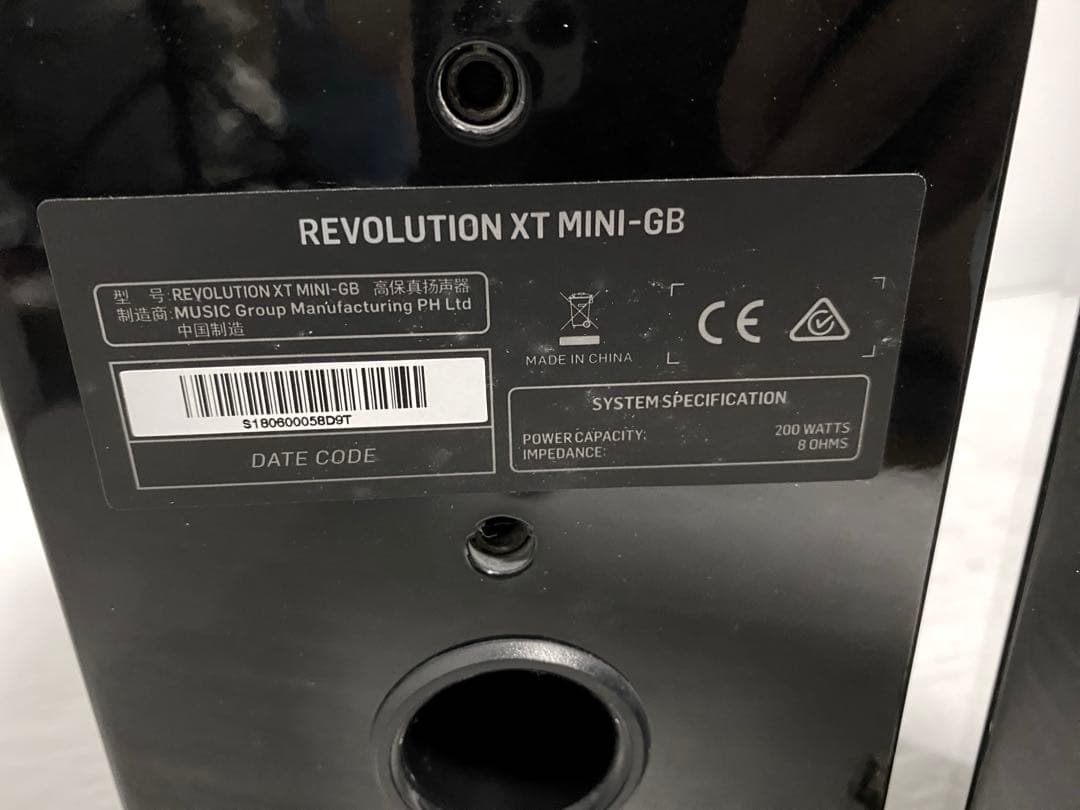 REVOLUTION XT MINI-GB
型 号:REVOLUTION XT MINI-GB 高保真扬声器
制造商:MUSIC Group Manufacturing PH Ltd
中国制造
S180600058D9T
DATE CODE
MADE IN CHINA
CE
SYSTEM SPECIFICATION
POWER CAPACITY: 200 WATTS
IMPEDANCE: 8 OHMS